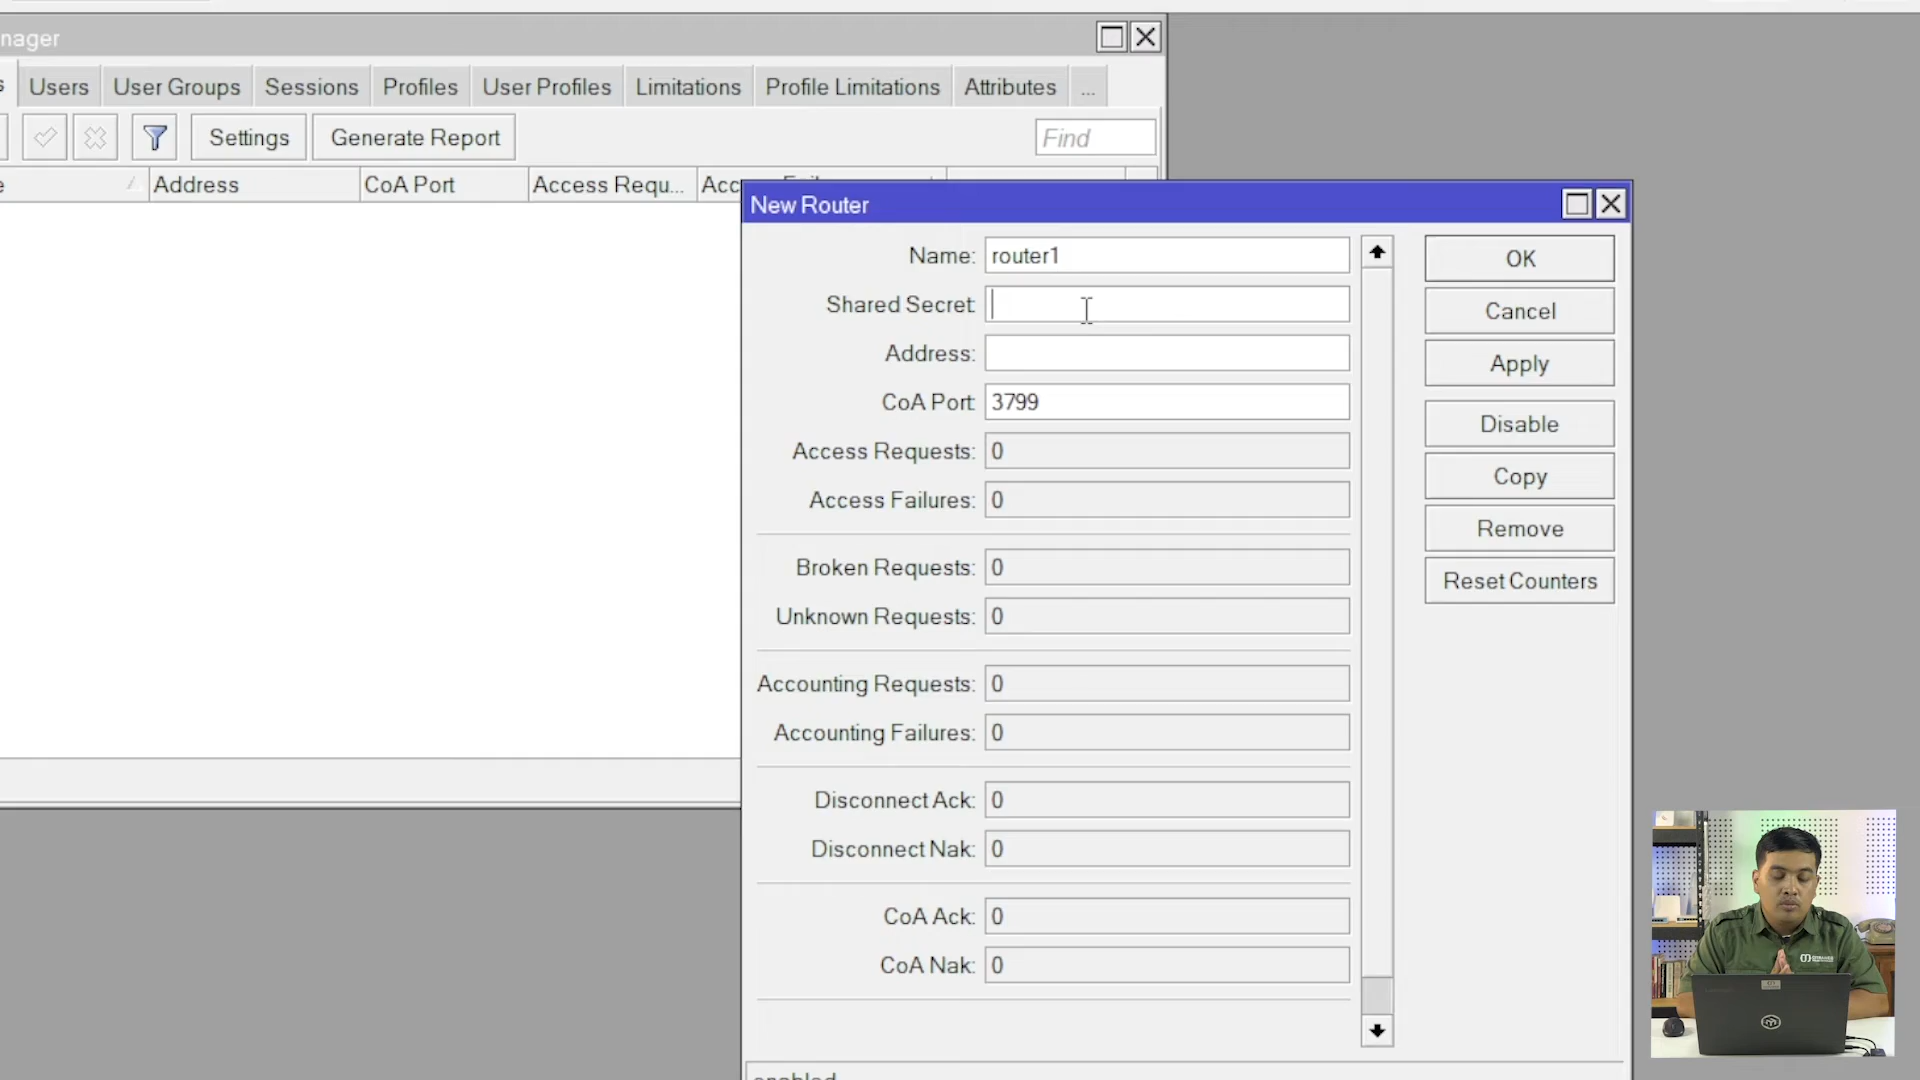 nager
Users User Groups Sessions Profiles User Profiles Limitations Profile Limitations Attributes ...
Settings Generate Report Find
Address CoA Port Access Requ...
New Router
Name: router1
Shared Secret:
Address:
CoA Port: 3799
Access Requests: 0
Access Failures: 0
Broken Requests: 0
Unknown Requests: 0
Accounting Requests: 0
Accounting Failures: 0
Disconnect Ack: 0
Disconnect Nak: 0
CoA Ack: 0
CoA Nak: 0
enabled
OK
Cancel
Apply
Disable
Copy
Remove
Reset Counters